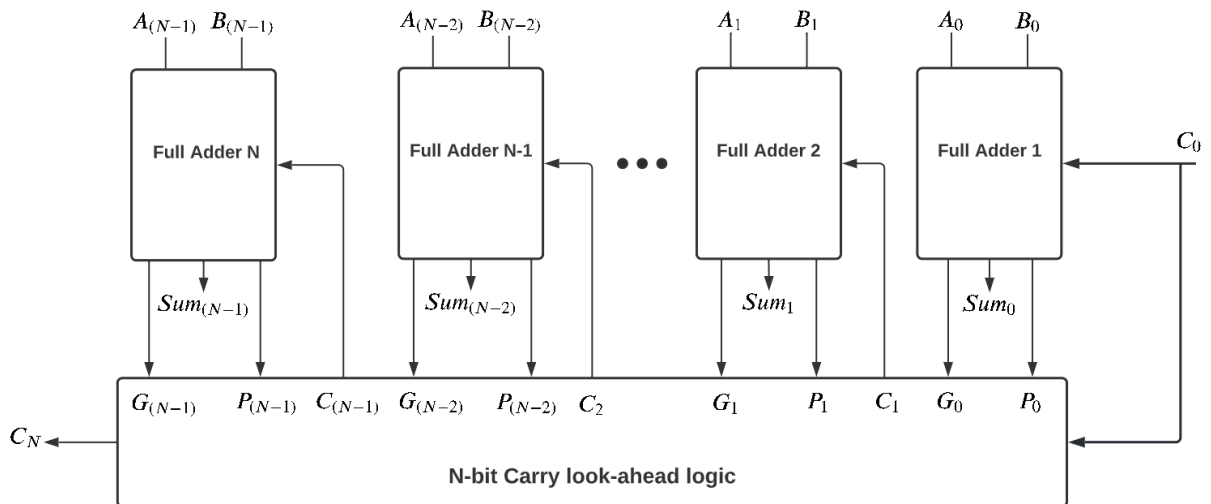 A(N−1) B(N−1) A(N−2) B(N−2) A1 B1 A0 B0
Full Adder N Full Adder N-1 Full Adder 2 Full Adder 1 C0
Sum(N−1) Sum(N−2) Sum1 Sum0
G(N−1) P(N−1) C(N−1) G(N−2) P(N−2) C2 G1 P1 C1 G0 P0
CN
N-bit Carry look-ahead logic